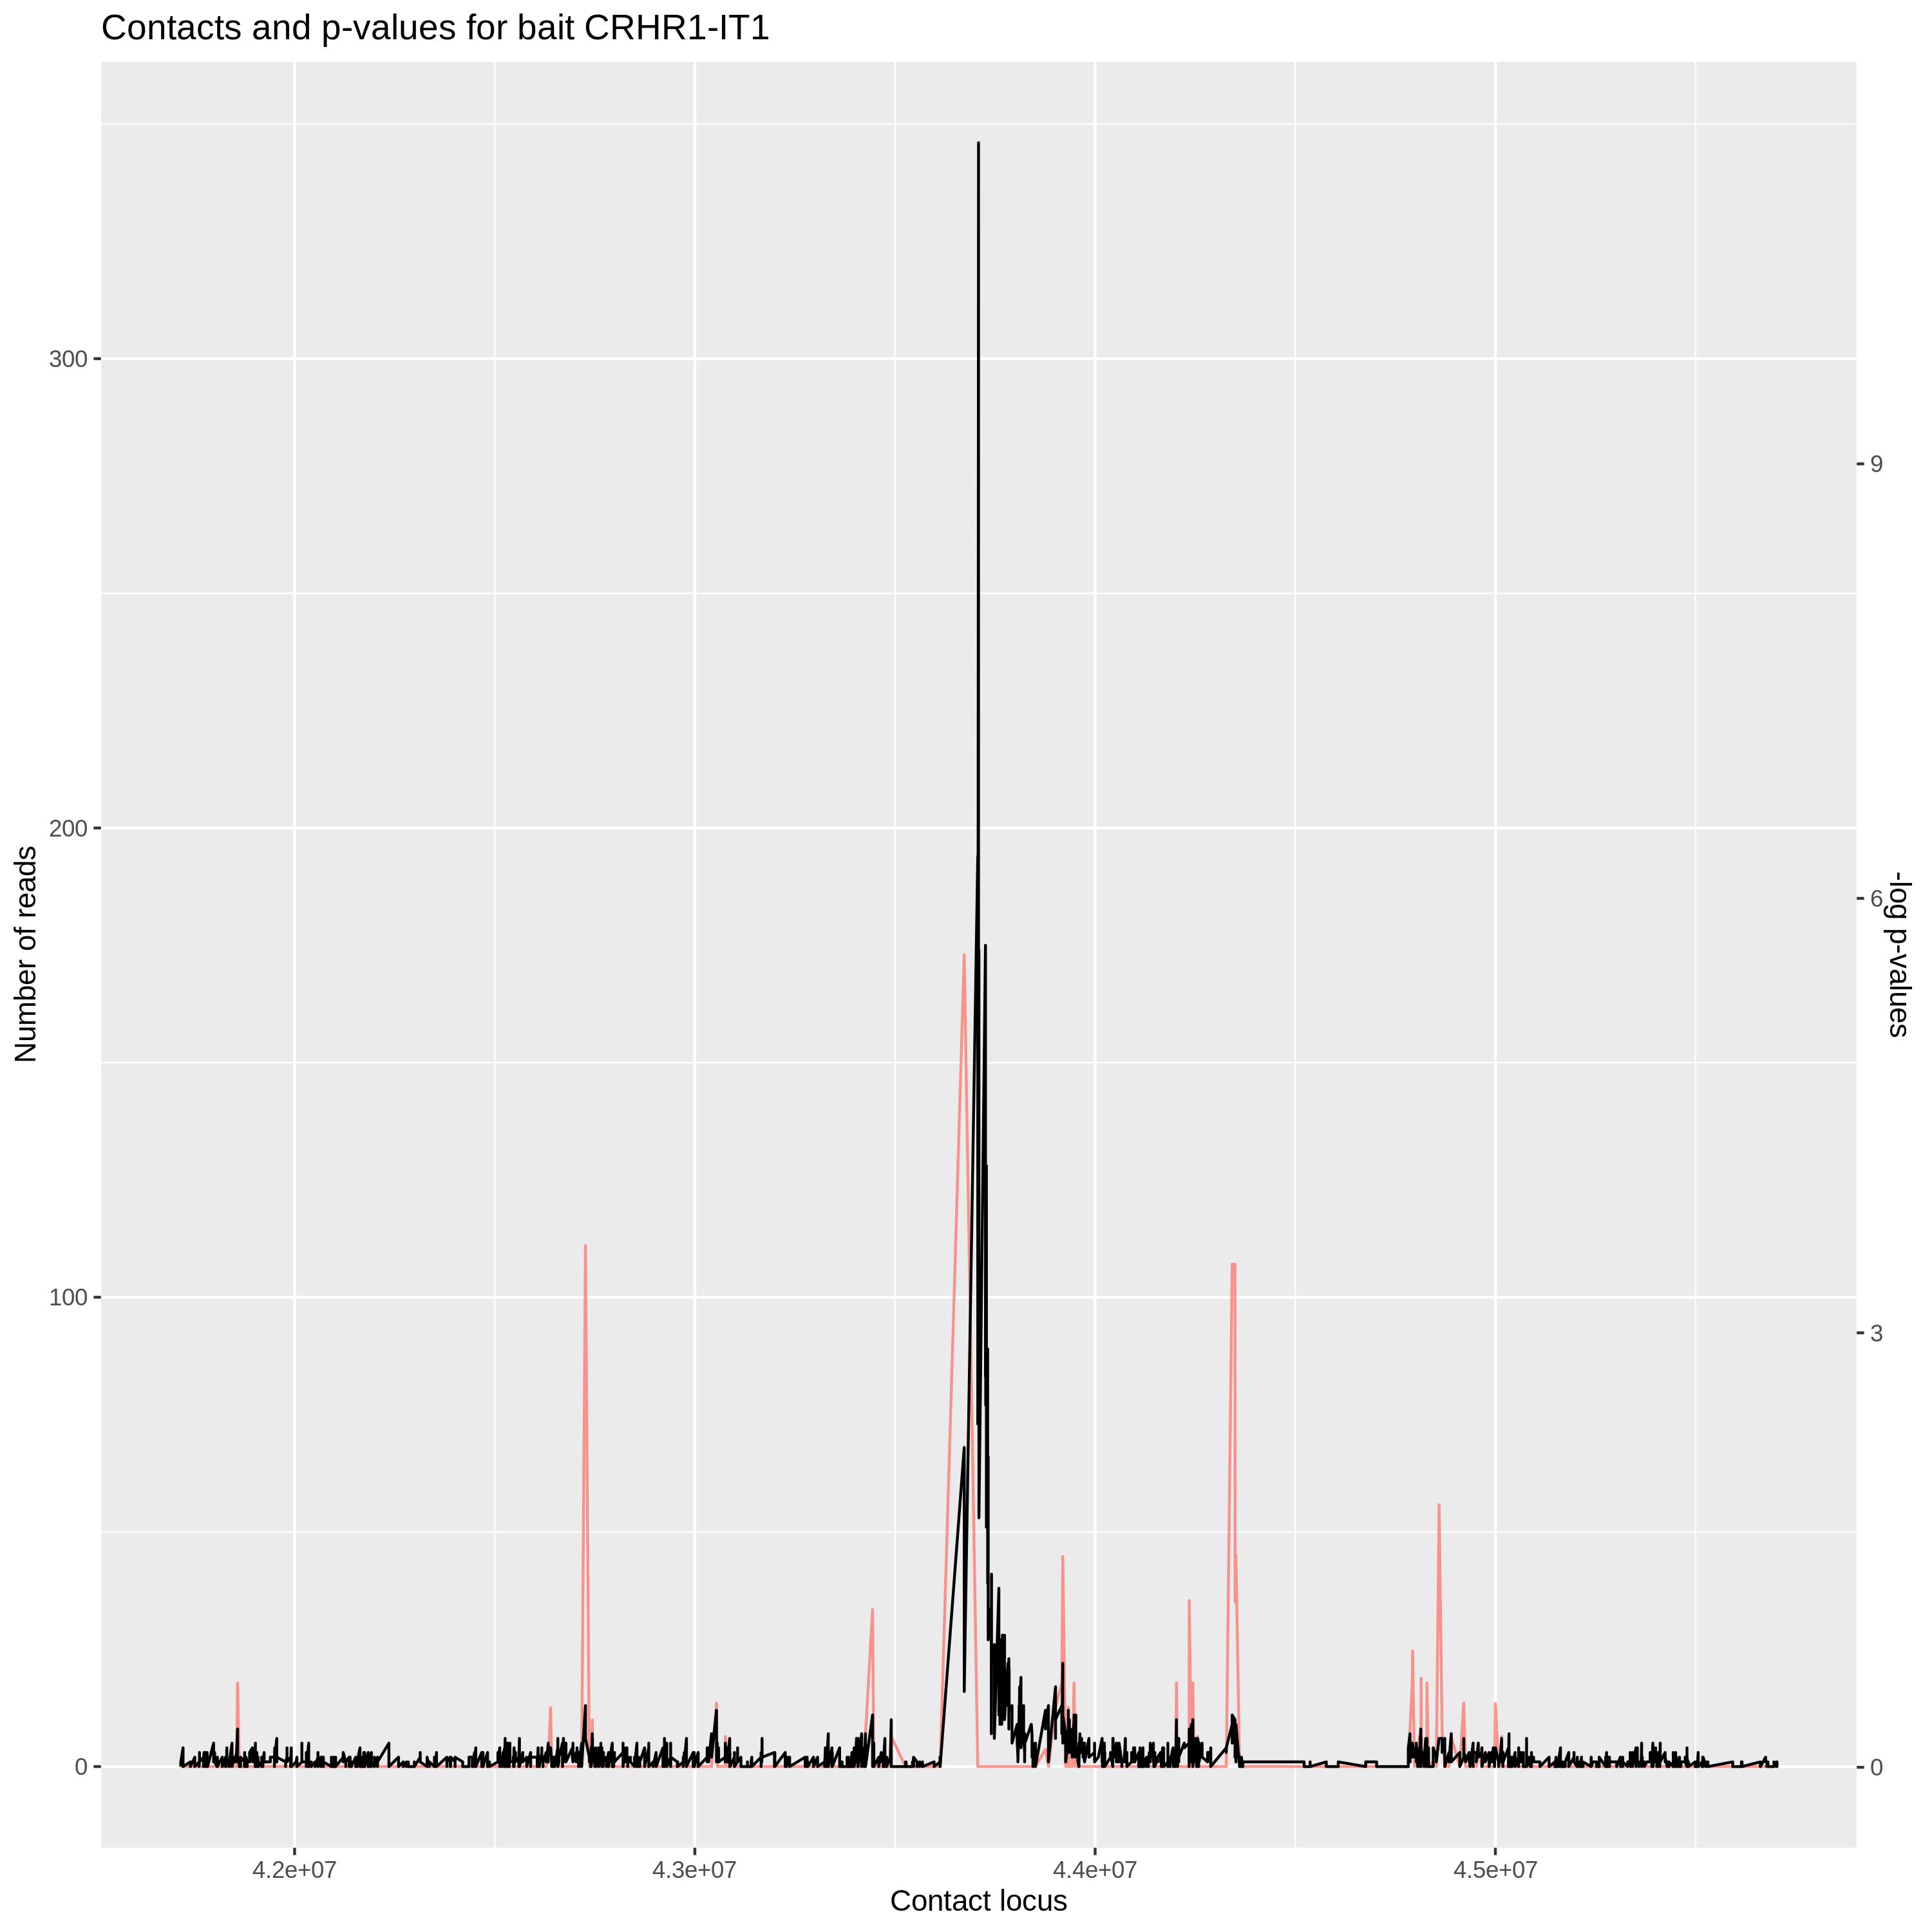 Contacts and p-values for bait CRHR1-IT1
Number of reads
300
200
100
0
9
6
3
0
-log p-values
4.2e+07
4.3e+07
4.4e+07
4.5e+07
Contact locus